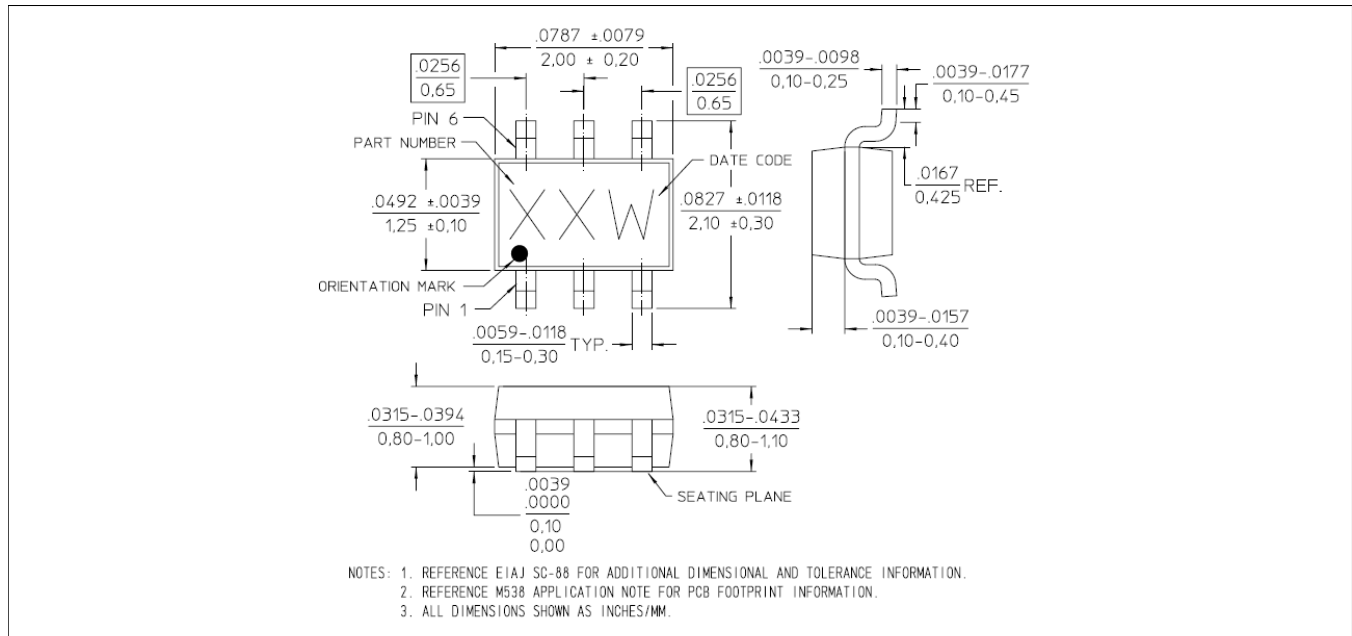 .0787 ±.0079
2,00 ± 0,20
.0256
0,65
.0256
0.65
PIN 6
PART NUMBER
DATE CODE
XXW
.0492 ±.0039
1,25 ±0,10
.0827 ±.0118
2,10 ±0,30
ORIENTATION MARK
PIN 1
.0059-.0118
0,15-0,30
TYP.
.0039-.0098
0,10-0,25
.0039-.0177
0,10-0,45
.0167
0,425
REF.
.0039-.0157
0,10-0,40
.0315-.0394
0,80-1,00
.0315-.0433
0,80-1,10
.0039
.0000
0,10
0,00
SEATING PLANE
NOTES: 1. REFERENCE EIAJ SC-88 FOR ADDITIONAL DIMENSIONAL AND TOLERANCE INFORMATION.
2. REFERENCE M538 APPLICATION NOTE FOR PCB FOOTPRINT INFORMATION.
3. ALL DIMENSIONS SHOWN AS INCHES/MM.